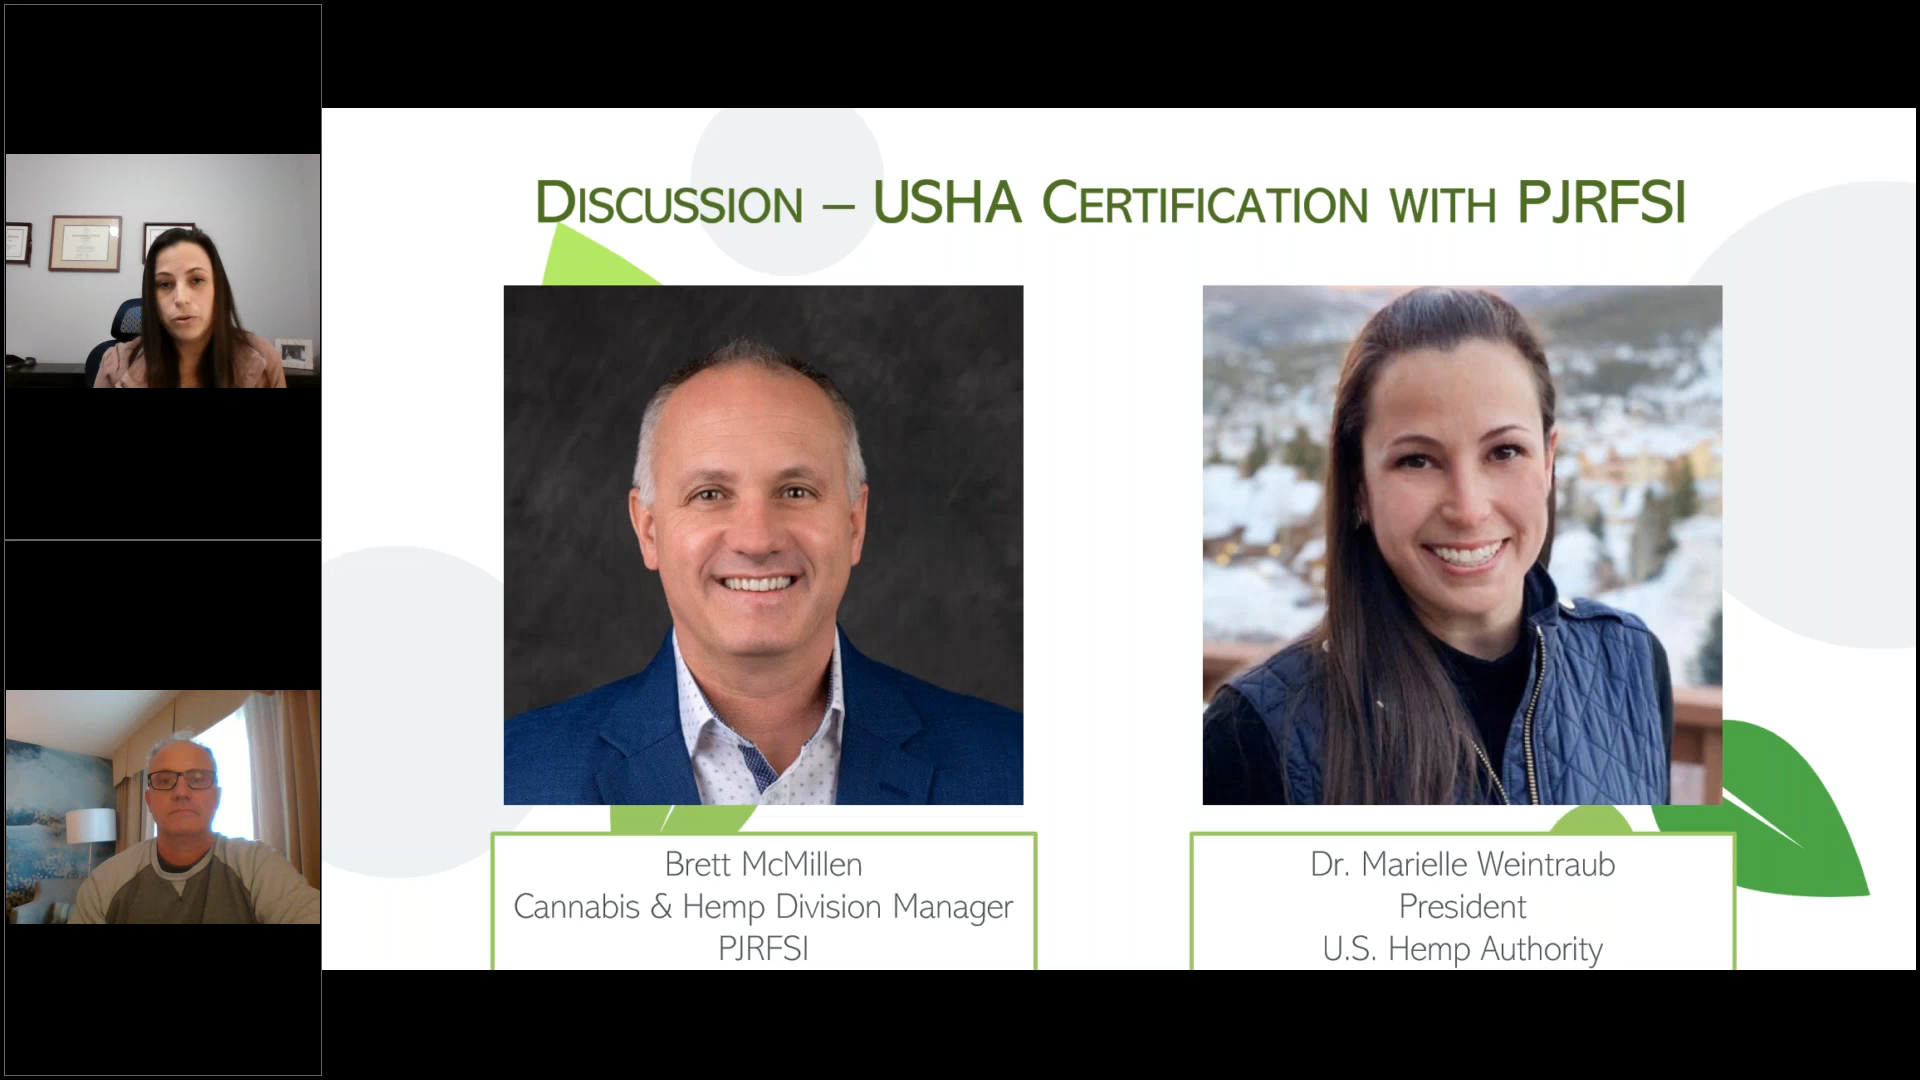 DISCUSSION – USHA CERTIFICATION WITH PJRFSI
Brett McMillen
Cannabis & Hemp Division Manager
PJRFSI
Dr. Marielle Weintraub
President
U.S. Hemp Authority